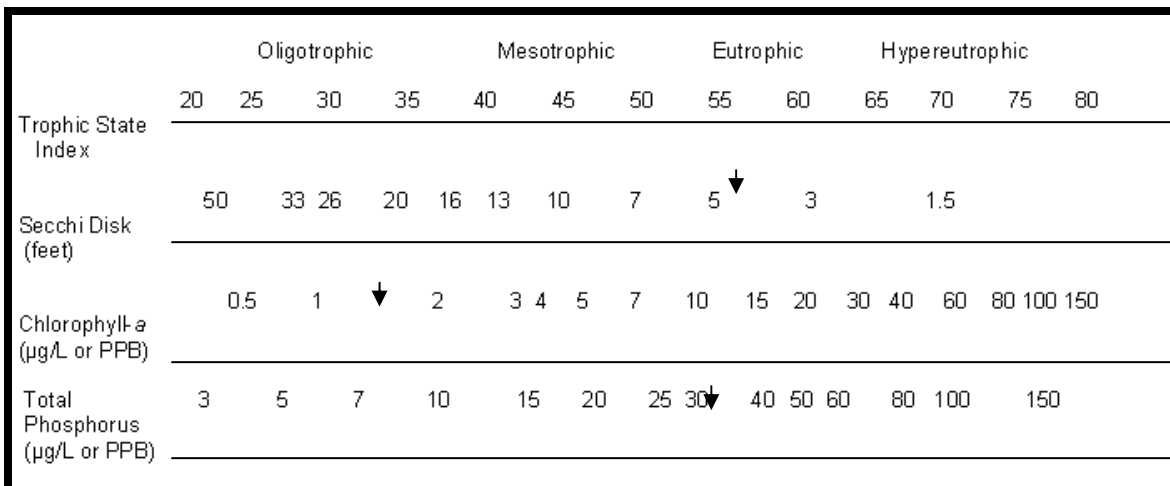 Oligotrophic Mesotrophic Eutrophic Hypereutrophic
20 25 30 35 40 45 50 55 60 65 70 75 80
Trophic State
Index
50 33 26 20 16 13 10 7 5 3 1.5
Secchi Disk
(feet)
0.5 1 2 3 4 5 7 10 15 20 30 40 60 80 100 150
Chlorophyll-a
(µg/L or PPB)
3 5 7 10 15 20 25 30 40 50 60 80 100 150
Total
Phosphorus
(µg/L or PPB)